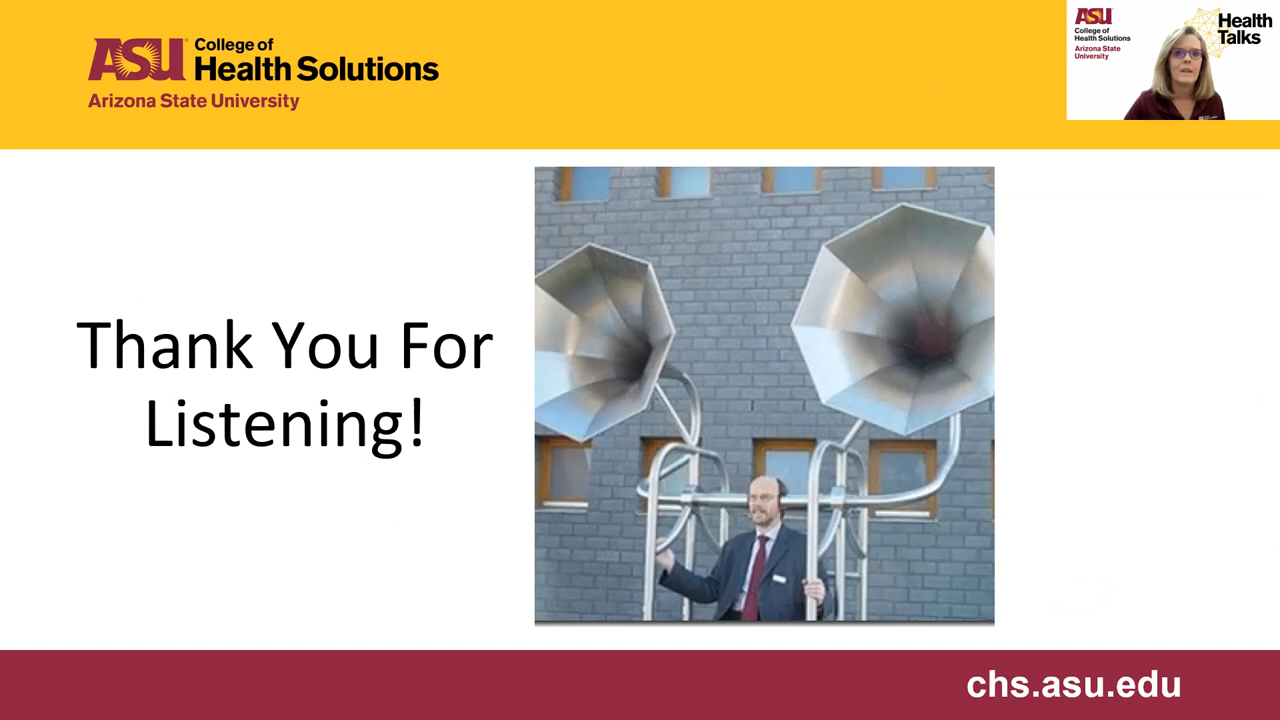 ASU College of
Health Solutions
Arizona State University
ASU
College of
Health Solutions
Arizona State
University
Health
Talks
Thank You For
Listening!
chs.asu.edu